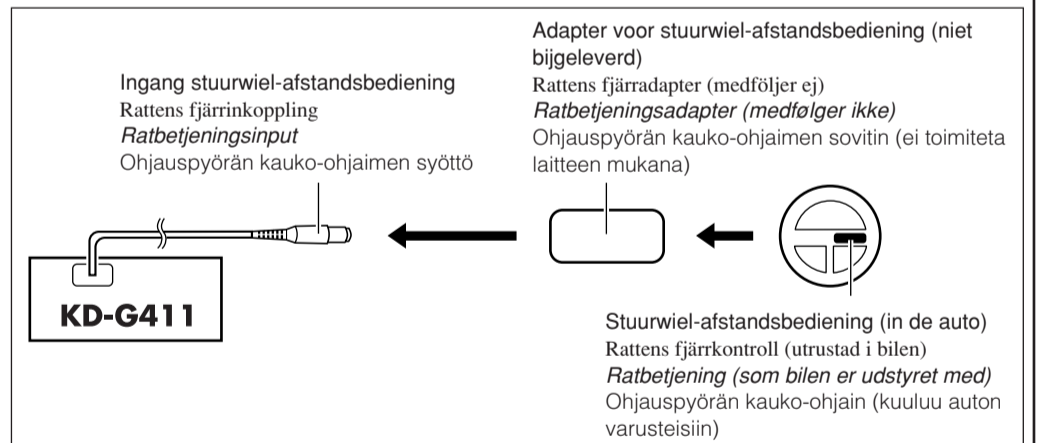 Ingang stuurwiel-afstandsbediening
Rattens fjärrinkoppling
Ratbetjeningsinput
Ohjauspyörän kauko-ohjaimen syöttö
Adapter voor stuurwiel-afstandsbediening (niet
bijgeleverd)
Rattens fjärradapter (medföljer ej)
Ratbetjeningsadapter (medfølger ikke)
Ohjauspyörän kauko-ohjaimen sovitin (ei toimiteta
laitteen mukana)
KD-G411
Stuurwiel-afstandsbediening (in de auto)
Rattens fjärrkontroll (utrustad i bilen)
Ratbetjening (som bilen er udstyret med)
Ohjauspyörän kauko-ohjain (kuuluu auton
varusteisiin)